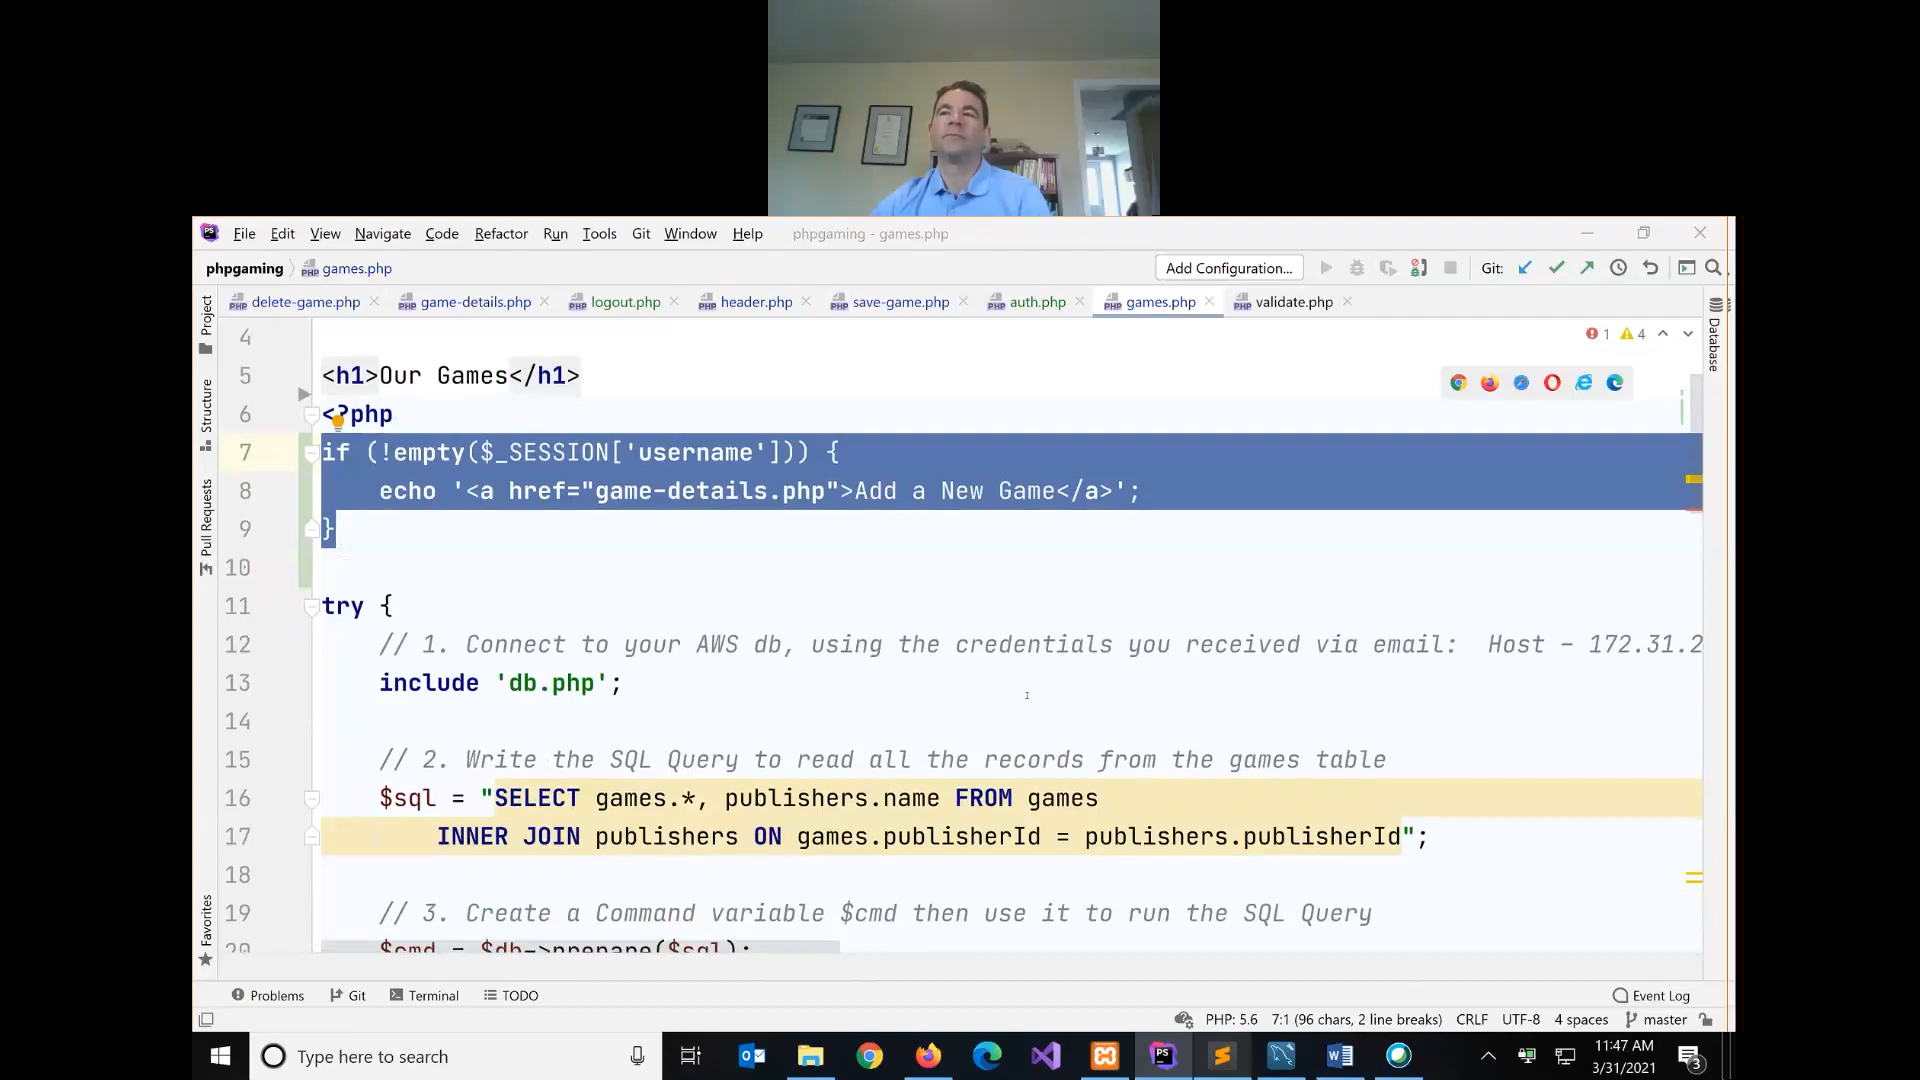 PS File Edit View Navigate Code Refactor Run Tools Git Window Help phpgaming - games.php
phpgaming games.php Add Configuration... Git:
delete-game.php game-details.php logout.php header.php save-game.php auth.php games.php validate.php
Project
Structure
Pull Requests
Favorites
Database
1 4
4
5 <h1>Our Games</h1>
6 <?php
7 if (!empty($_SESSION['username'])) {
8 echo '<a href="game-details.php">Add a New Game</a>';
9 }
10
11 try {
12 // 1. Connect to your AWS db, using the credentials you received via email: Host - 172.31.2
13 include 'db.php';
14
15 // 2. Write the SQL Query to read all the records from the games table
16 $sql = "SELECT games.*, publishers.name FROM games
17 INNER JOIN publishers ON games.publisherId = publishers.publisherId";
18
19 // 3. Create a Command variable $cmd then use it to run the SQL Query
20 $cmd = $db->prepare($sql);
Problems Git Terminal TODO Event Log
PHP: 5.6 7:1 (96 chars, 2 line breaks) CRLF UTF-8 4 spaces master
Type here to search
11:47 AM
3/31/2021
3